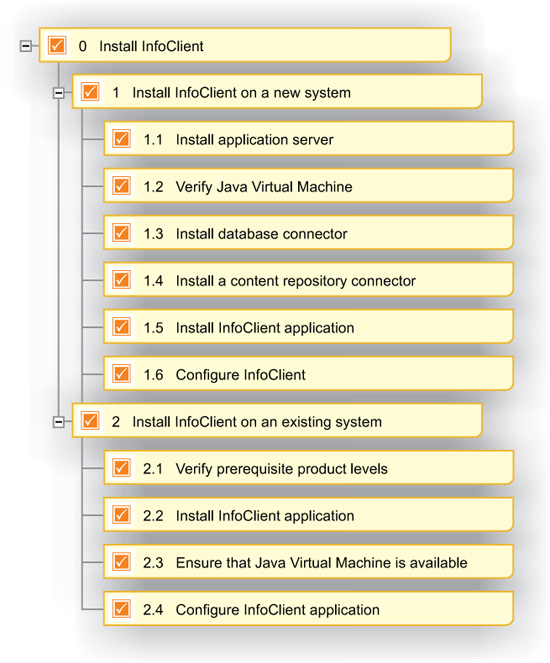 0 Install InfoClient
1 Install InfoClient on a new system
1.1 Install application server
1.2 Verify Java Virtual Machine
1.3 Install database connector
1.4 Install a content repository connector
1.5 Install InfoClient application
1.6 Configure InfoClient
2 Install InfoClient on an existing system
2.1 Verify prerequisite product levels
2.2 Install InfoClient application
2.3 Ensure that Java Virtual Machine is available
2.4 Configure InfoClient application